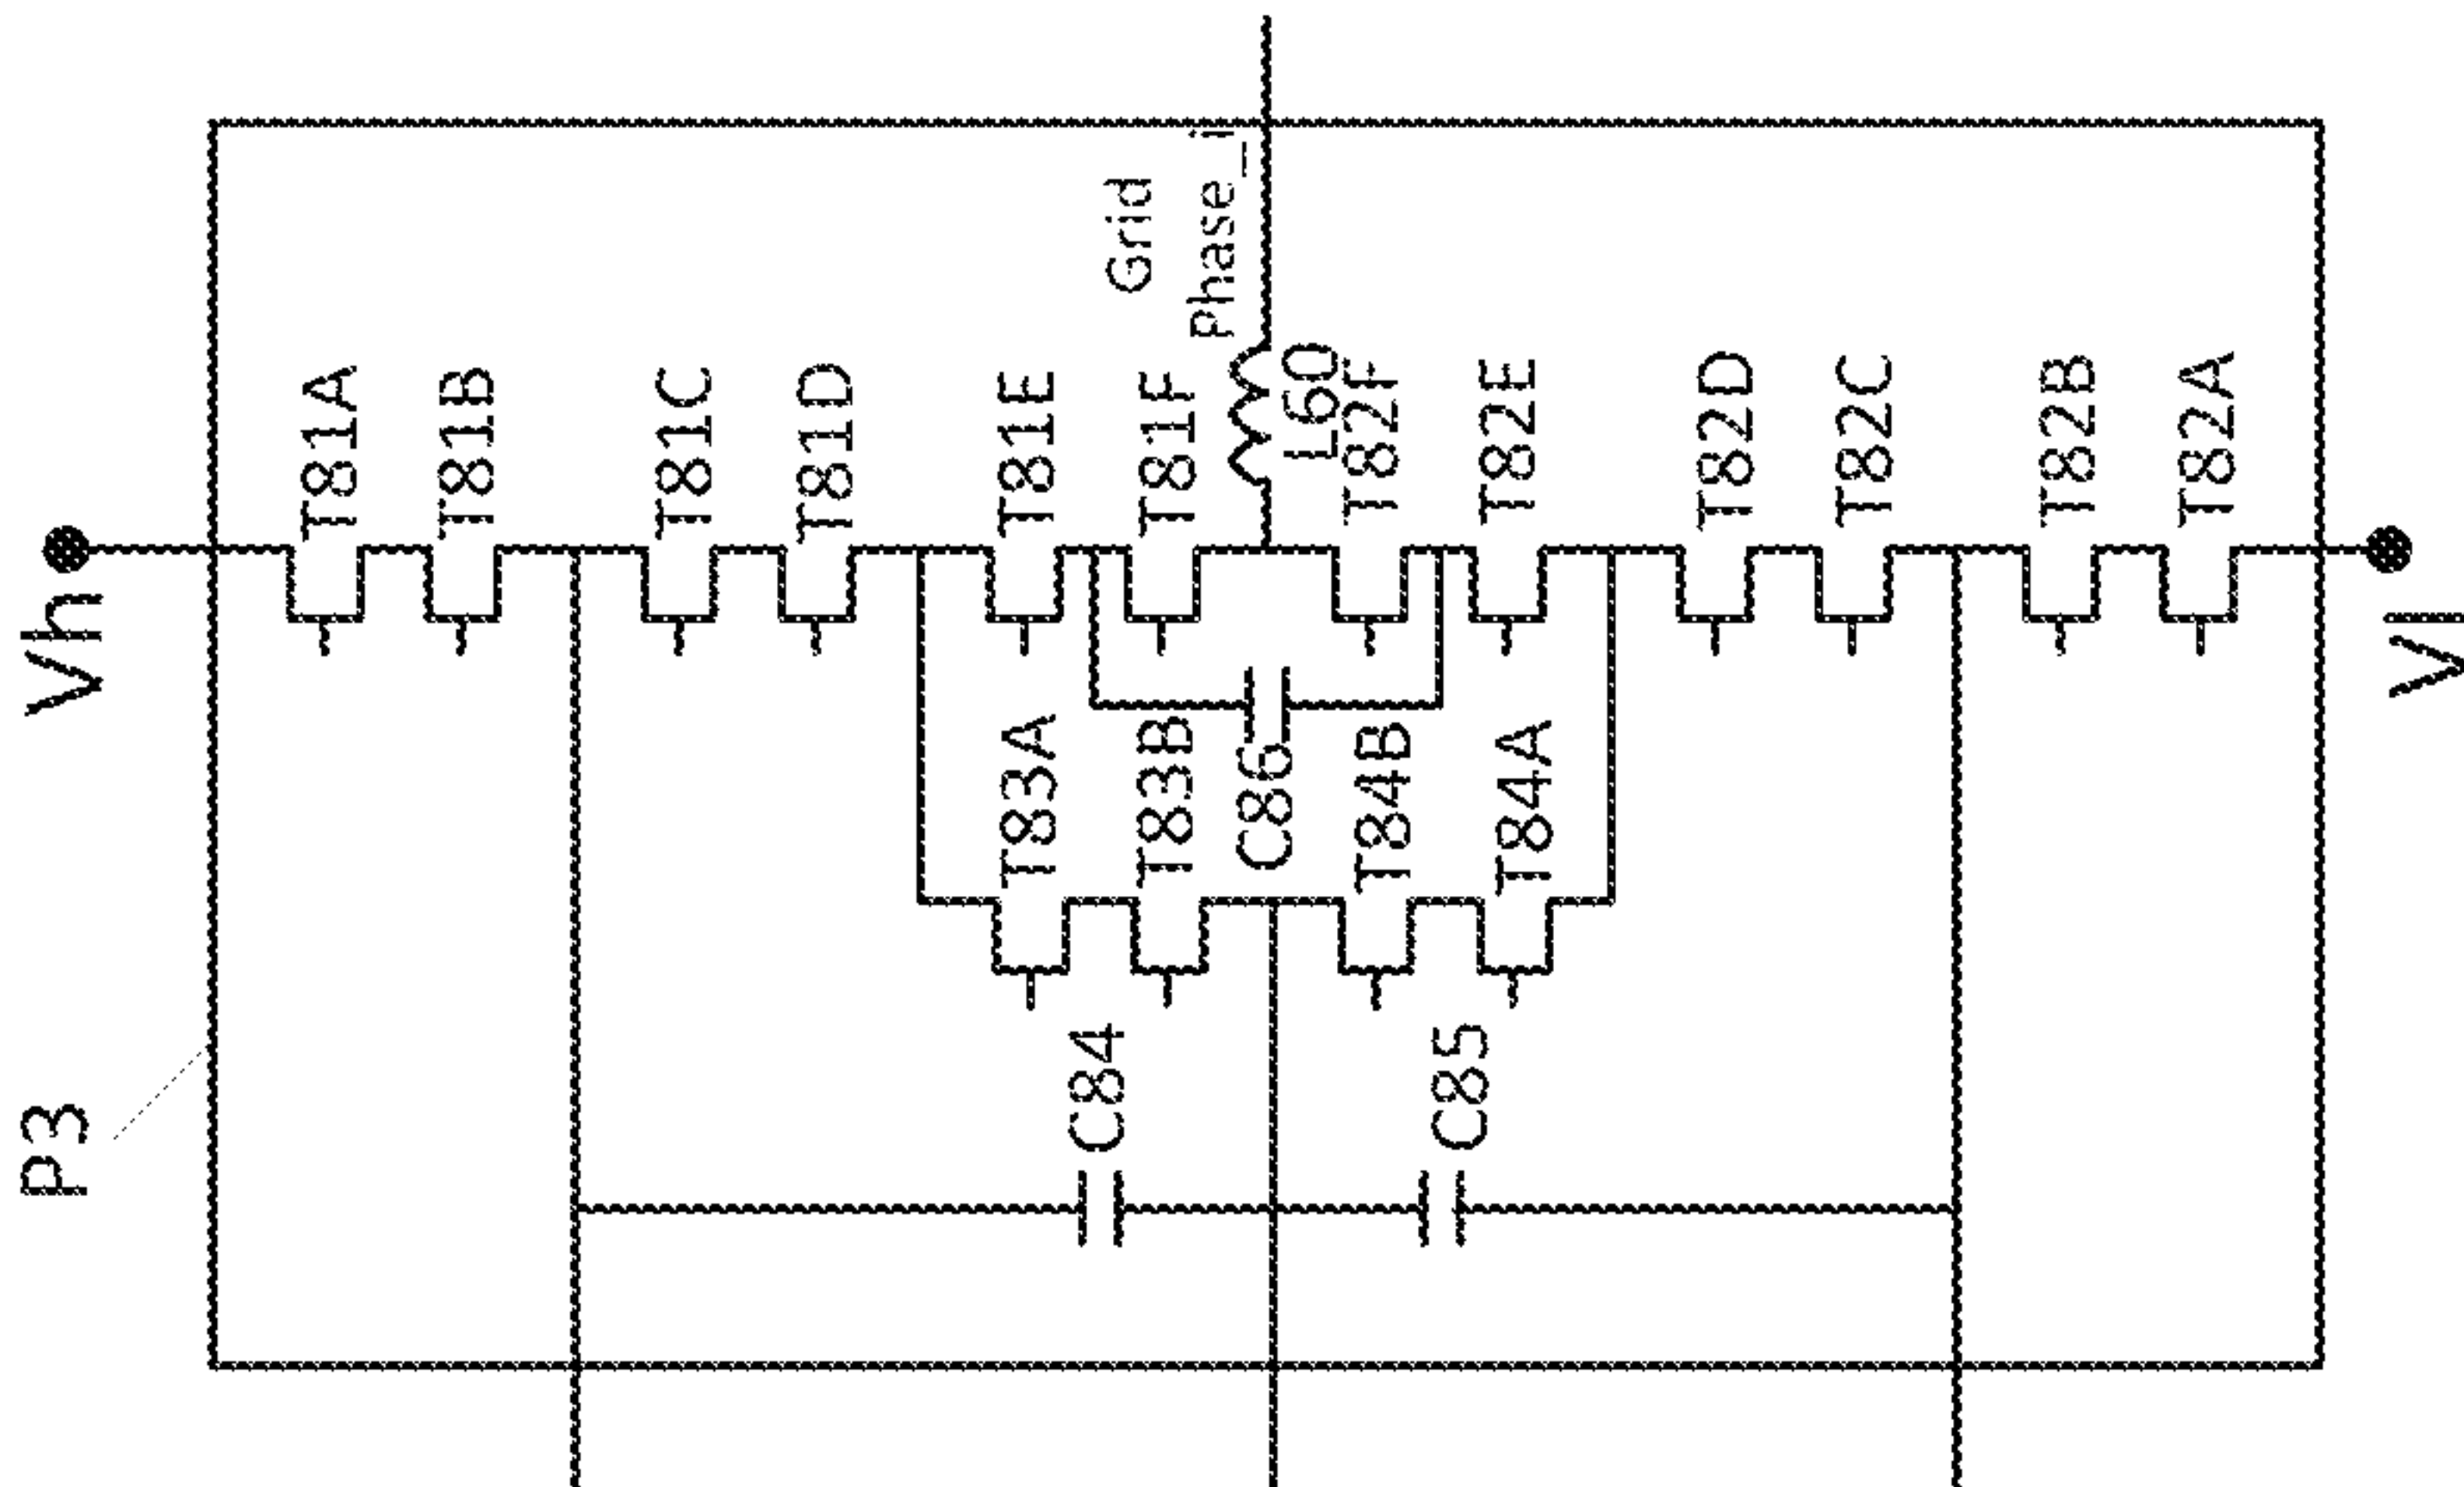 Vh
P3
T81A
T81B
T81C
T81D
T81E
T81F
Grid
Phase_i
L60
T82F
T82E
T82D
T82C
T82B
T82A
T83A
T83B
C86
T84B
T84A
C84
C85
Vl